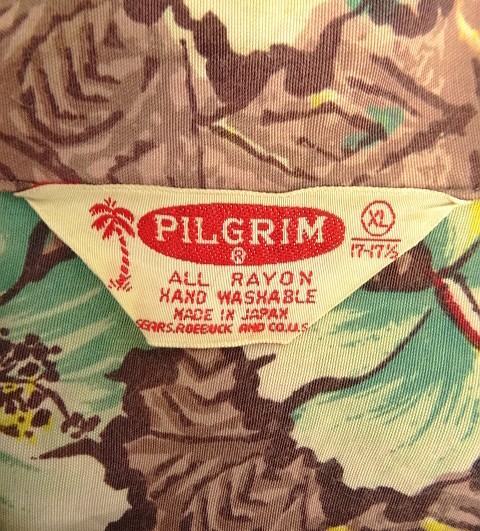 PILGRIM
®
XL
17-17½
ALL RAYON
HAND WASHABLE
MADE IN JAPAN
SEARS, ROEBUCK AND CO. U.S.